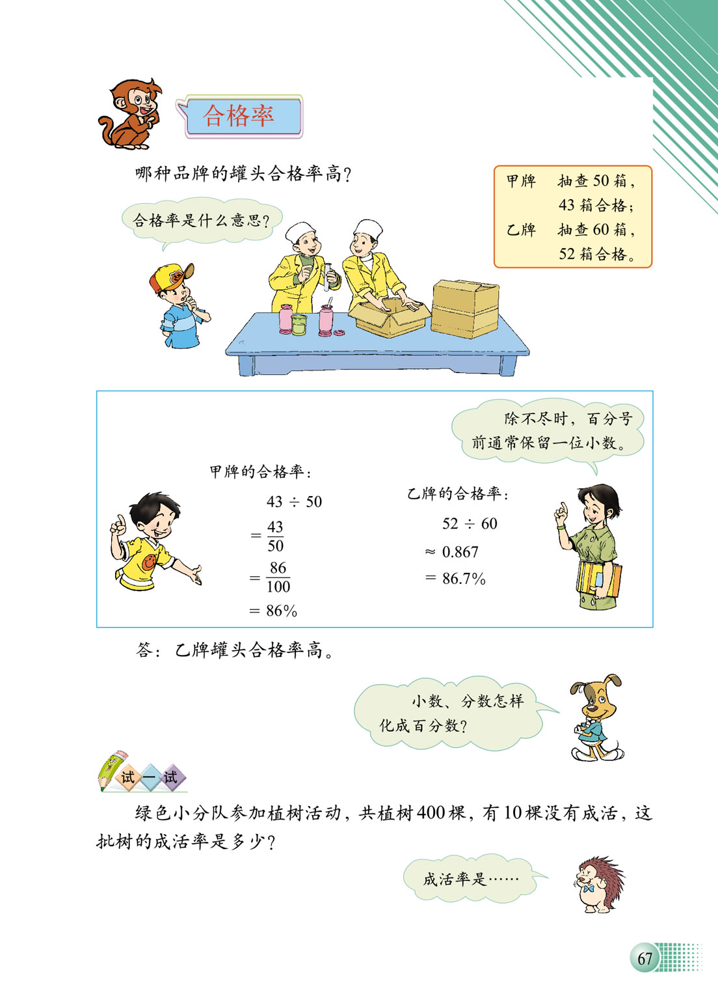 合格率
哪种品牌的罐头合格率高？
甲牌 抽查 50 箱，
43 箱合格；
乙牌 抽查 60 箱，
52 箱合格。
合格率是什么意思？
除不尽时，百分号
前通常保留一位小数。
甲牌的合格率：
43 ÷ 50
= 43/50
= 86/100
= 86%
乙牌的合格率：
52 ÷ 60
≈ 0.867
= 86.7%
答：乙牌罐头合格率高。
小数、分数怎样
化成百分数？
试一试
绿色小分队参加植树活动，共植树 400 棵，有 10 棵没有成活，这
批树的成活率是多少？
成活率是……
67